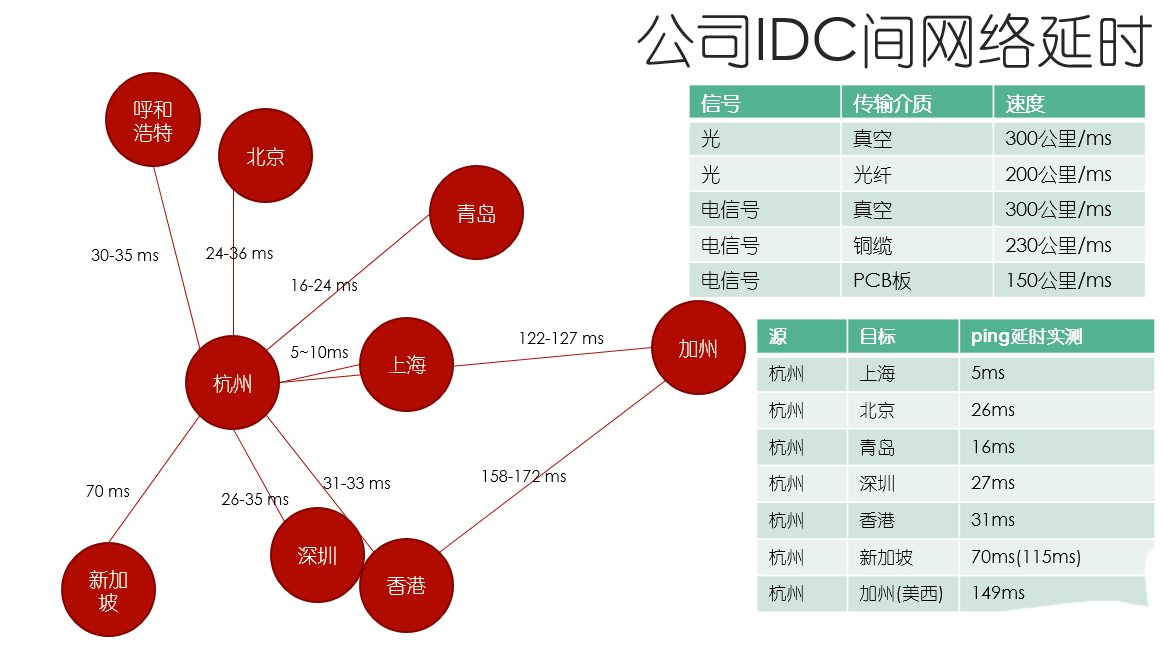 公司IDC间网络延时
呼和
浩特
北京
青岛
30-35 ms
24-36 ms
16-24 ms
5~10ms
122-127 ms
杭州
上海
加州
70 ms
26-35 ms
31-33 ms
158-172 ms
新加
坡
深圳
香港
信号 传输介质 速度
光 真空 300公里/ms
光 光纤 200公里/ms
电信号 真空 300公里/ms
电信号 铜缆 230公里/ms
电信号 PCB板 150公里/ms
源 目标 ping延时实测
杭州 上海 5ms
杭州 北京 26ms
杭州 青岛 16ms
杭州 深圳 27ms
杭州 香港 31ms
杭州 新加坡 70ms(115ms)
杭州 加州(美西) 149ms